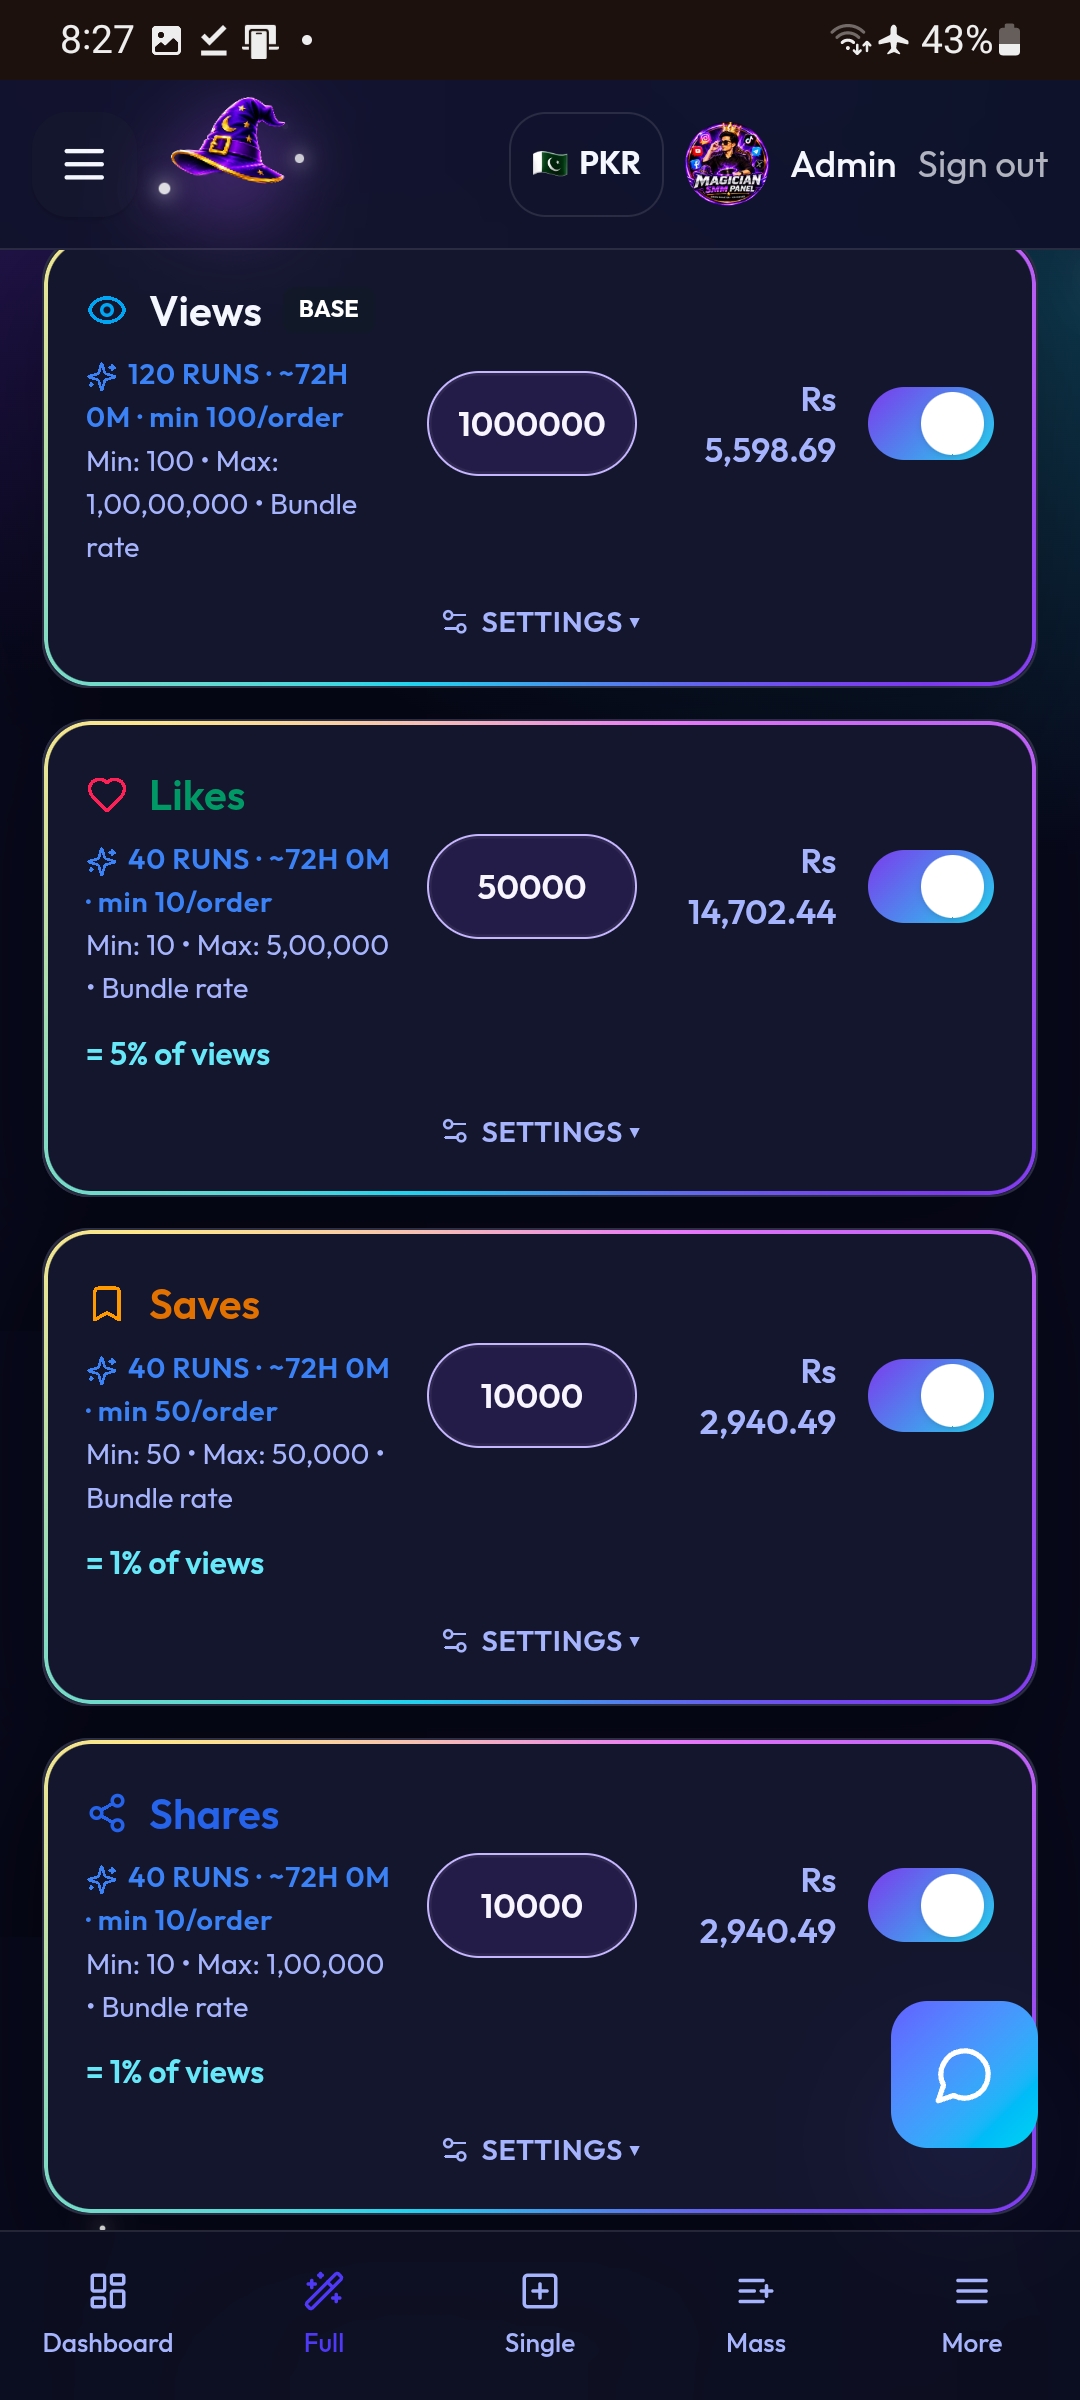 8:27
43%
PKR
MAGICIAN
SMM PANEL
Admin
Sign out
Views
BASE
120 RUNS · ~72H
0M · min 100/order
Min: 100 • Max:
1,00,00,000 • Bundle
rate
1000000
Rs
5,598.69
SETTINGS ▾
Likes
40 RUNS · ~72H 0M
· min 10/order
Min: 10 • Max: 5,00,000
• Bundle rate
= 5% of views
50000
Rs
14,702.44
SETTINGS ▾
Saves
40 RUNS · ~72H 0M
· min 50/order
Min: 50 • Max: 50,000 •
Bundle rate
= 1% of views
10000
Rs
2,940.49
SETTINGS ▾
Shares
40 RUNS · ~72H 0M
· min 10/order
Min: 10 • Max: 1,00,000
• Bundle rate
= 1% of views
10000
Rs
2,940.49
SETTINGS ▾
Dashboard
Full
Single
Mass
More